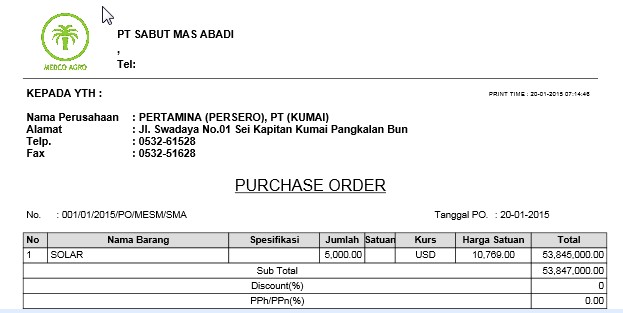 PT SABUT MAS ABADI
,
Tel:
MEDCO AGRO
KEPADA YTH :
PRINT TIME : 20-01-2015 07:14:46
Nama Perusahaan : PERTAMINA (PERSERO), PT (KUMAI)
Alamat : Jl. Swadaya No.01 Sei Kapitan Kumai Pangkalan Bun
Telp. : 0532-61528
Fax : 0532-51628
PURCHASE ORDER
No. : 001/01/2015/PO/MESM/SMA Tanggal PO. : 20-01-2015
No Nama Barang Spesifikasi Jumlah Satuan Kurs Harga Satuan Total
1 SOLAR 5,000.00 USD 10,769.00 53,845,000.00
Sub Total 53,847,000.00
Discount(%) 0
PPh/PPn(%) 0.00